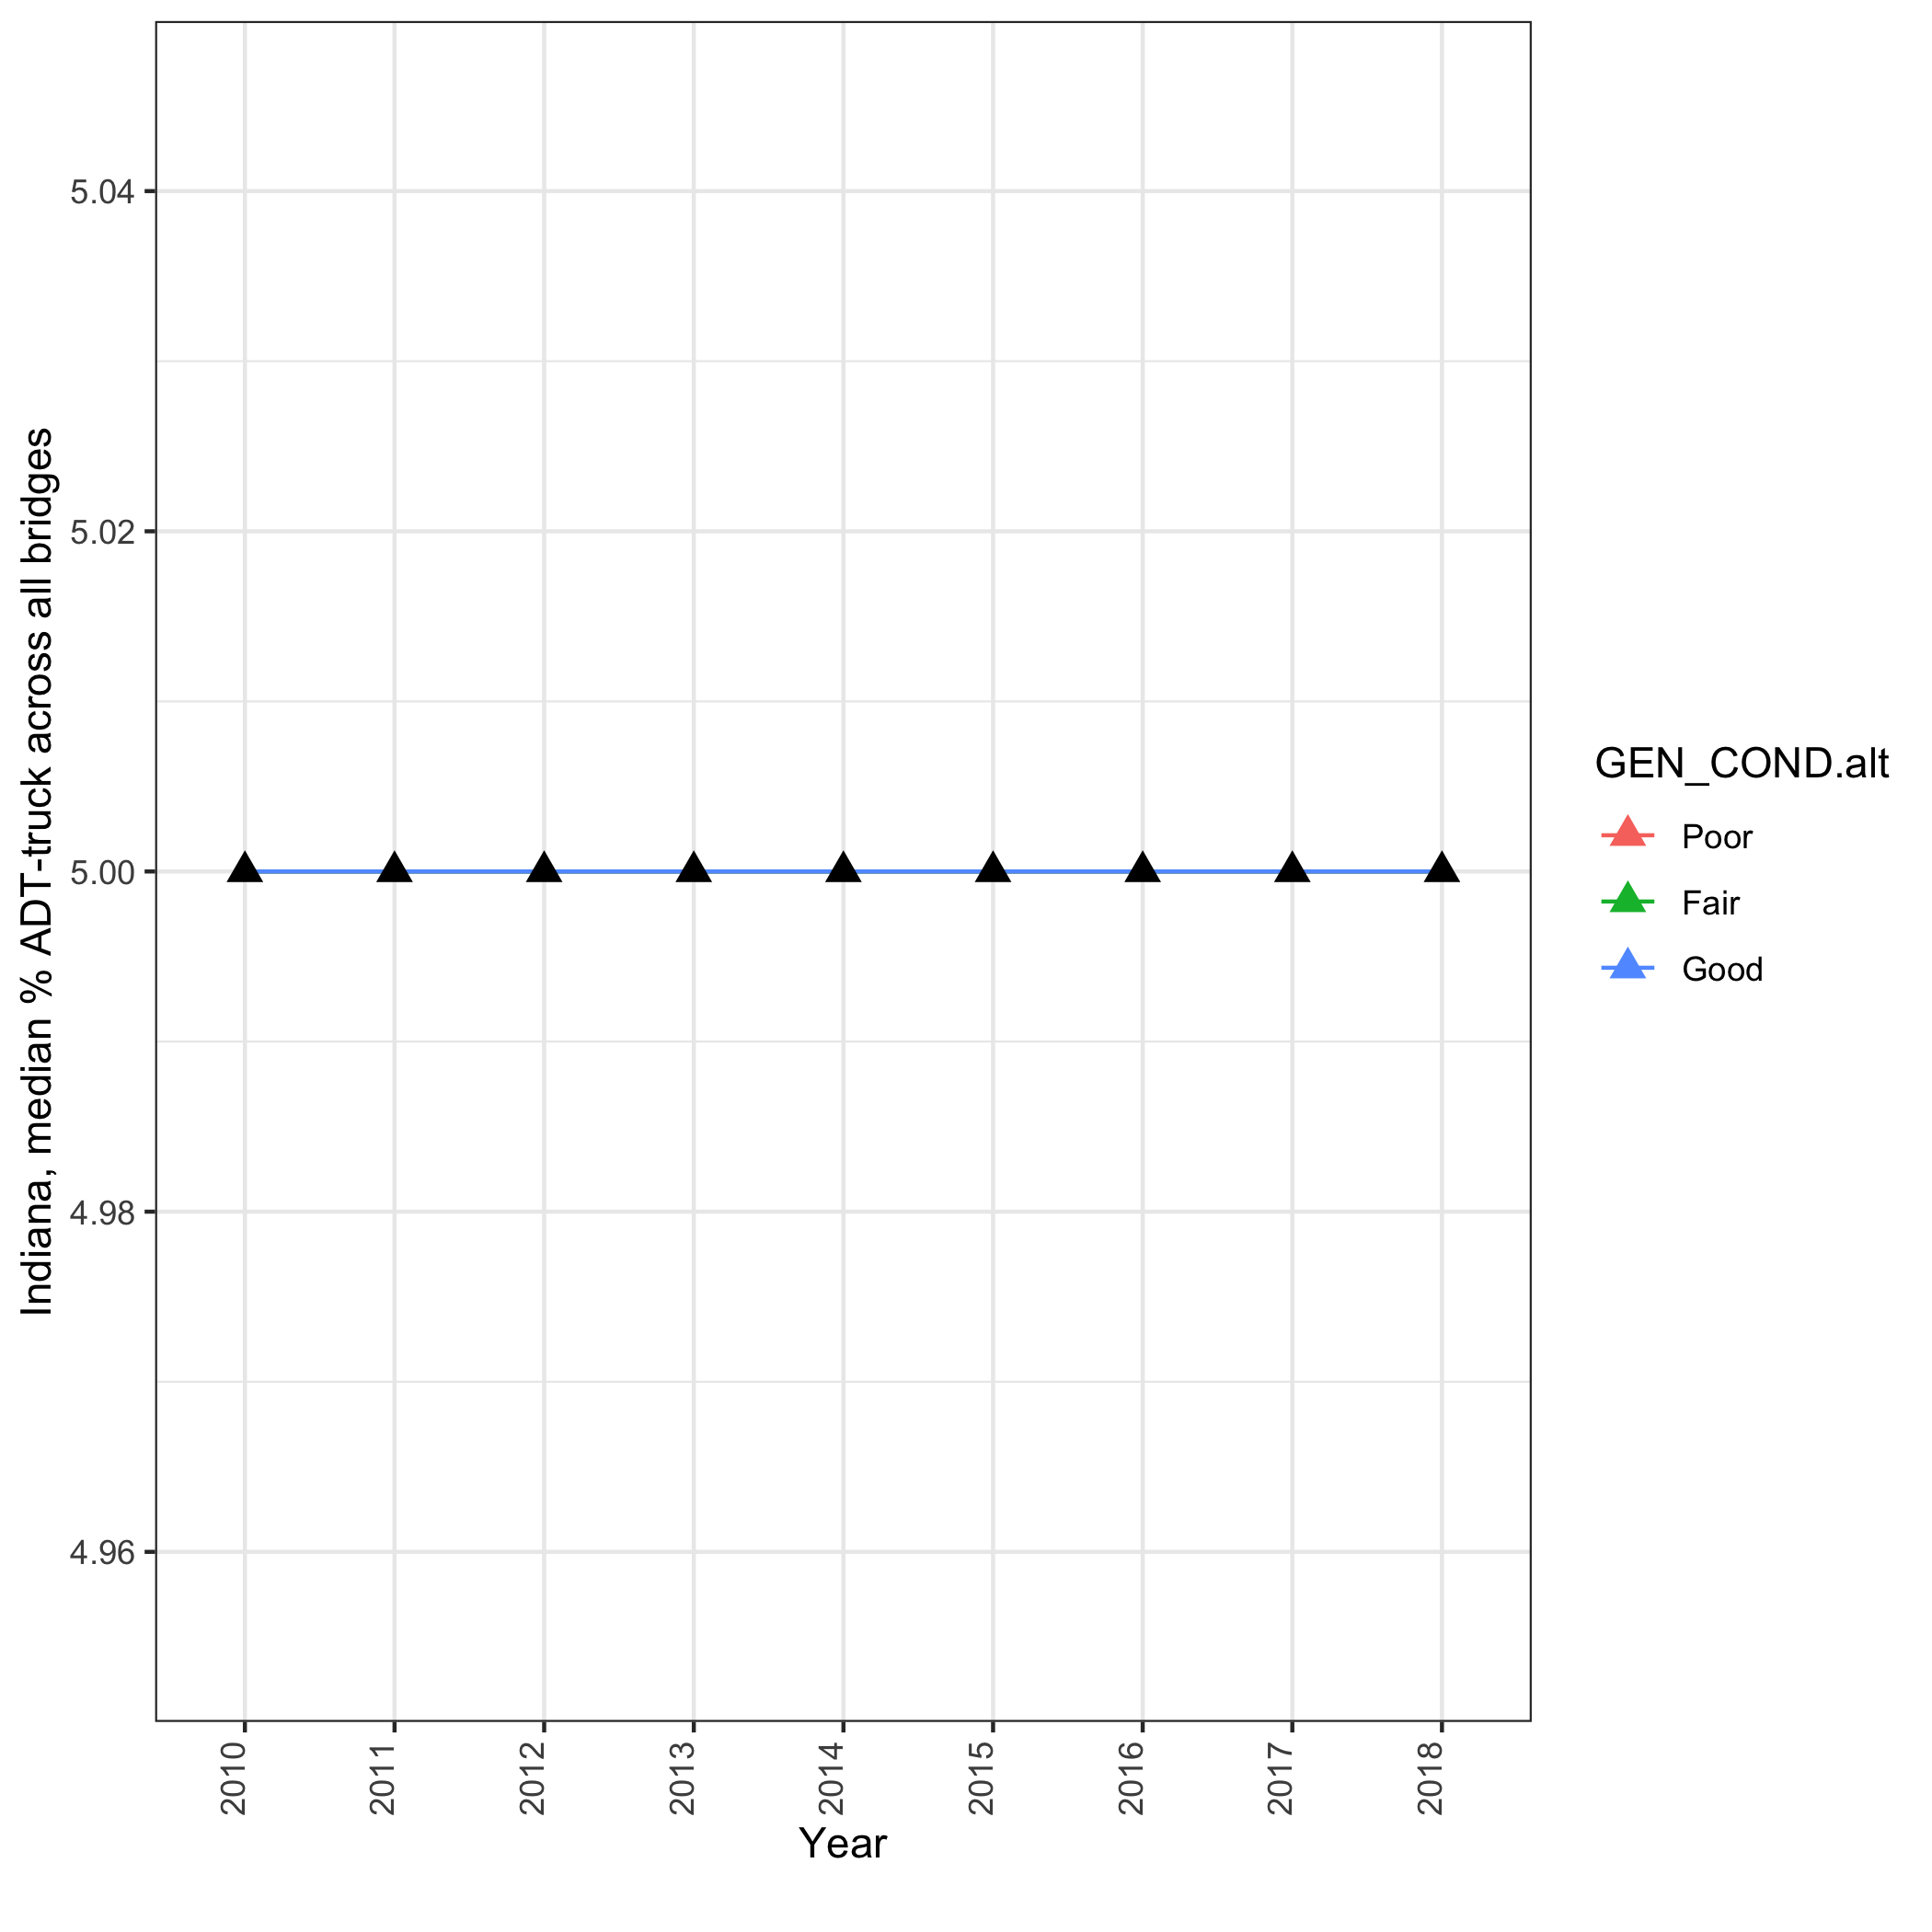 Indiana, median % ADT-truck across all bridges
5.04
5.02
5.00
4.98
4.96
2010
2011
2012
2013
2014
2015
2016
2017
2018
Year
GEN_COND.alt
Poor
Fair
Good